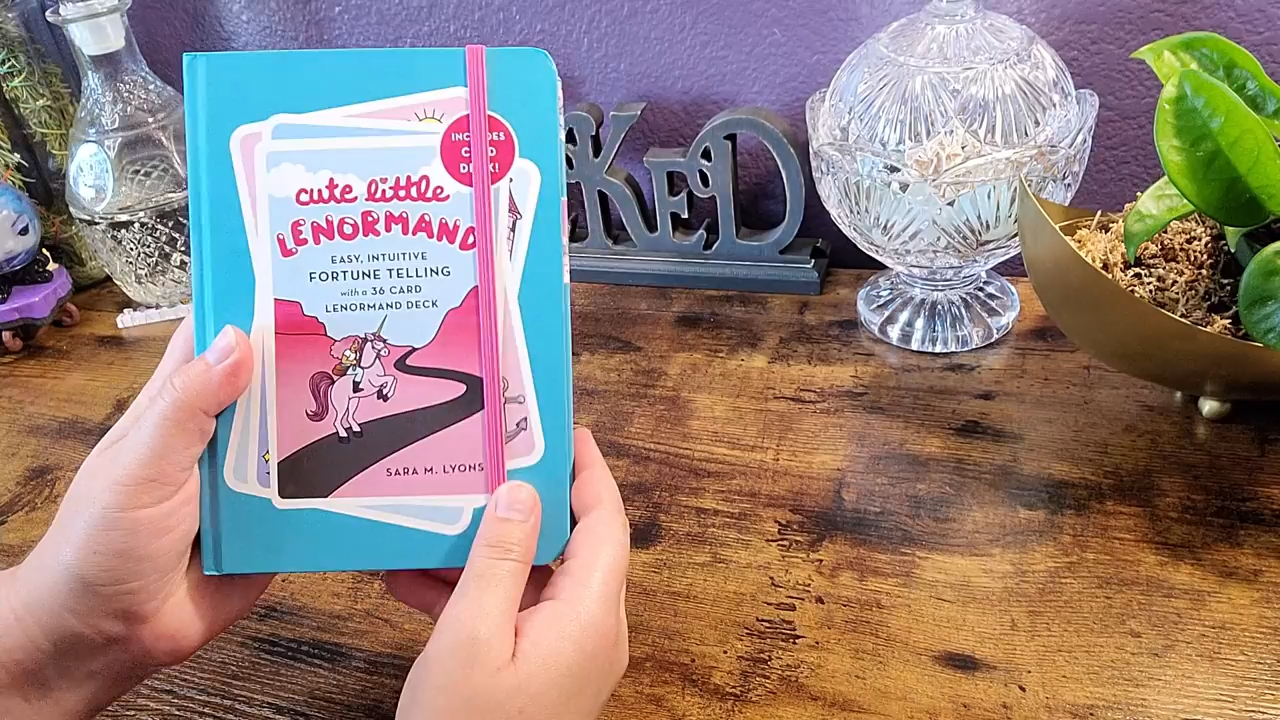 INCLUDES
CARD
DECK!
cute little
LENORMAND
EASY, INTUITIVE
FORTUNE TELLING
with a 36 CARD
LENORMAND DECK
SARA M. LYONS
KED